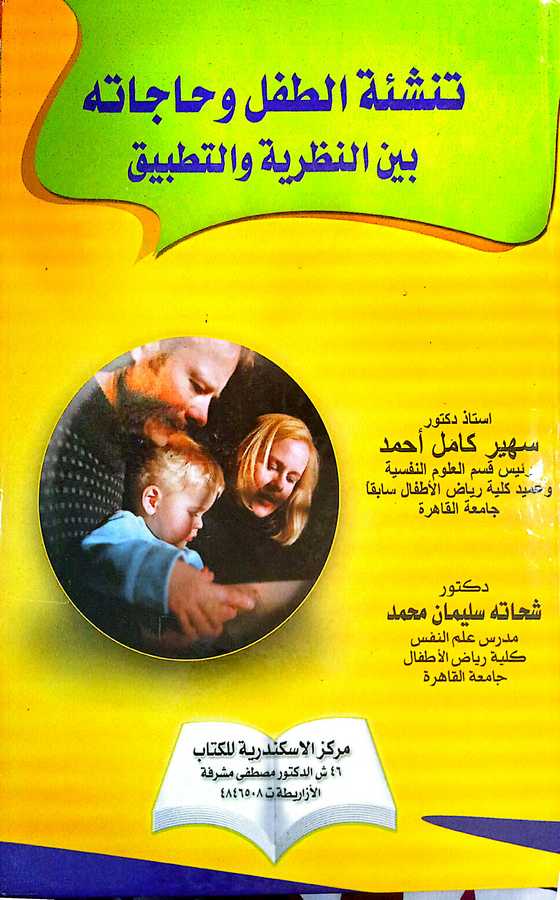 تنشئة الطفل وحاجاته
بين النظرية والتطبيق
استاذ دكتور
سهير كامل أحمد
رئيس قسم العلوم النفسية
وعميد كلية رياض الأطفال سابقاً
جامعة القاهرة
دكتور
شحاته سليمان محمد
مدرس علم النفس
كلية رياض الأطفال
جامعة القاهرة
مركز الاسكندرية للكتاب
٤٦ ش الدكتور مصطفى مشرفة
الأزاريطة ت ٤٨٤٦٥٠٨